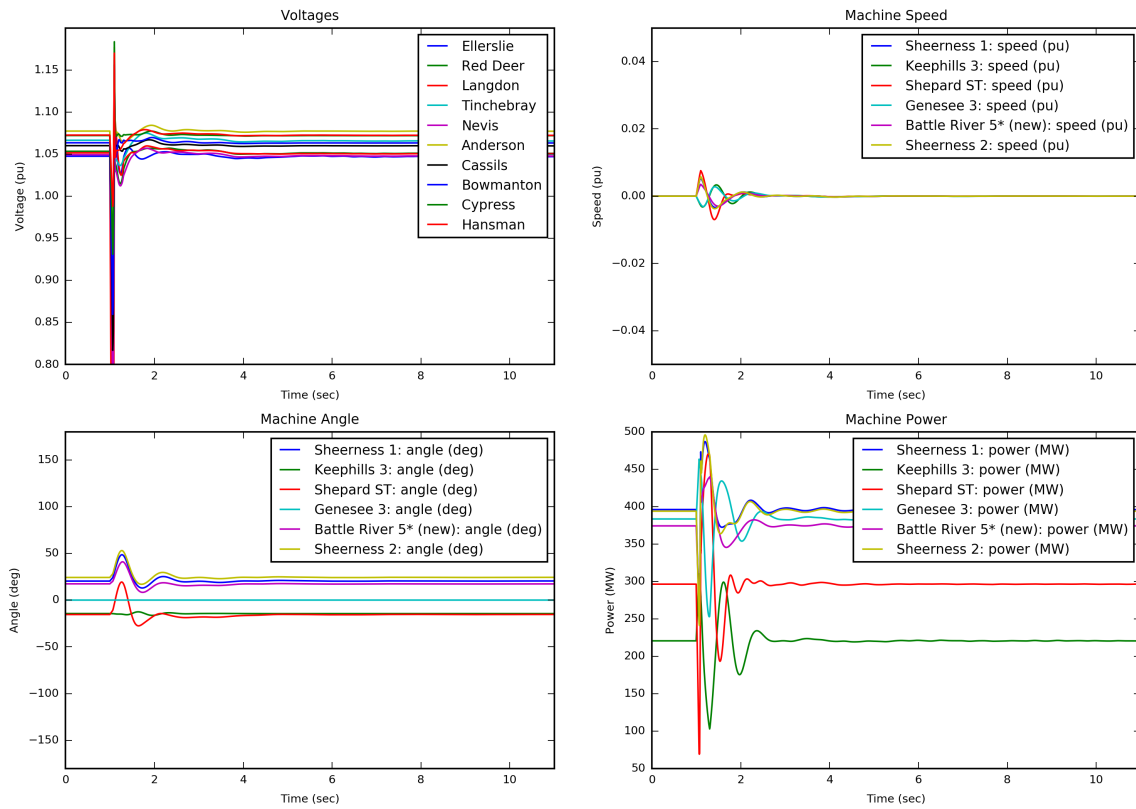 Voltages
Voltage (pu)
1.15
1.10
1.05
1.00
0.95
0.90
0.85
0.80
Ellerslie
Red Deer
Langdon
Tinchebray
Nevis
Anderson
Cassils
Bowmanton
Cypress
Hansman
0 2 4 6 8 10
Time (sec)
Machine Speed
Speed (pu)
0.04
0.02
0.00
−0.02
−0.04
Sheerness 1: speed (pu)
Keephills 3: speed (pu)
Shepard ST: speed (pu)
Genesee 3: speed (pu)
Battle River 5* (new): speed (pu)
Sheerness 2: speed (pu)
0 2 4 6 8 10
Time (sec)
Machine Angle
Angle (deg)
150
100
50
0
−50
−100
−150
Sheerness 1: angle (deg)
Keephills 3: angle (deg)
Shepard ST: angle (deg)
Genesee 3: angle (deg)
Battle River 5* (new): angle (deg)
Sheerness 2: angle (deg)
0 2 4 6 8 10
Time (sec)
Machine Power
Power (MW)
500
450
400
350
300
250
200
150
100
50
Sheerness 1: power (MW)
Keephills 3: power (MW)
Shepard ST: power (MW)
Genesee 3: power (MW)
Battle River 5* (new): power (MW)
Sheerness 2: power (MW)
0 2 4 6 8 10
Time (sec)